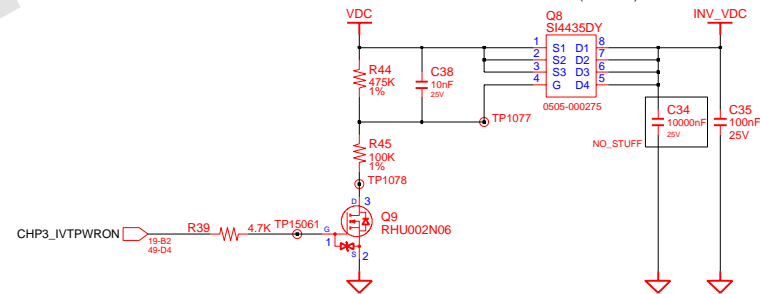 VDC
Q8
SI4435DY
INV_VDC
1 S1 D1 8
2 S2 D2 7
3 S3 D3 6
4 G D4 5
0505-000275
R44
475K
1%
C38
10nF
25V
TP1077
C34
10000nF
25V
NO_STUFF
C35
100nF
25V
R45
100K
1%
TP1078
D 3
Q9
RHU002N06
CHP3_IVTPWRON
19-B2
49-D4
R39 4.7K TP15061
G
1
S 2